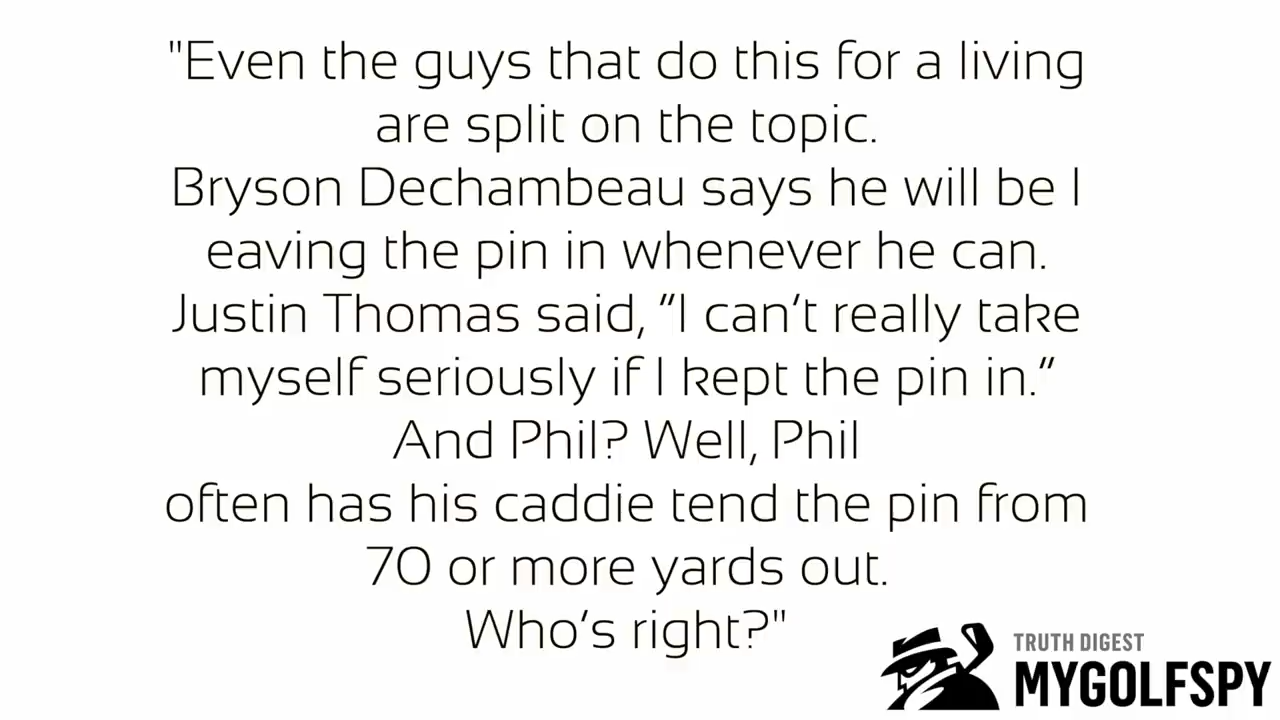 "Even the guys that do this for a living
are split on the topic.
Bryson Dechambeau says he will be l
eaving the pin in whenever he can.
Justin Thomas said, “I can’t really take
myself seriously if I kept the pin in.”
And Phil? Well, Phil
often has his caddie tend the pin from
70 or more yards out.
Who’s right?"
TRUTH DIGEST
MYGOLFSPY